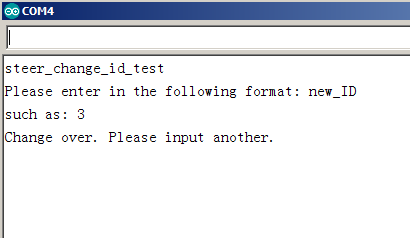 COM4
steer_change_id_test
Please enter in the following format: new_ID
such as: 3
Change over. Please input another.